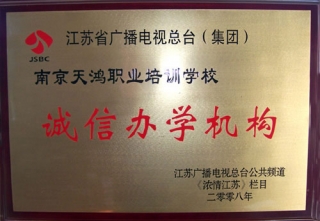 江苏省广播电视总台（集团）
JSBC
南京天鸿职业培训学校
诚信办学机构
江苏广播电视总台公共频道
《浓情江苏》栏目
二零零八年